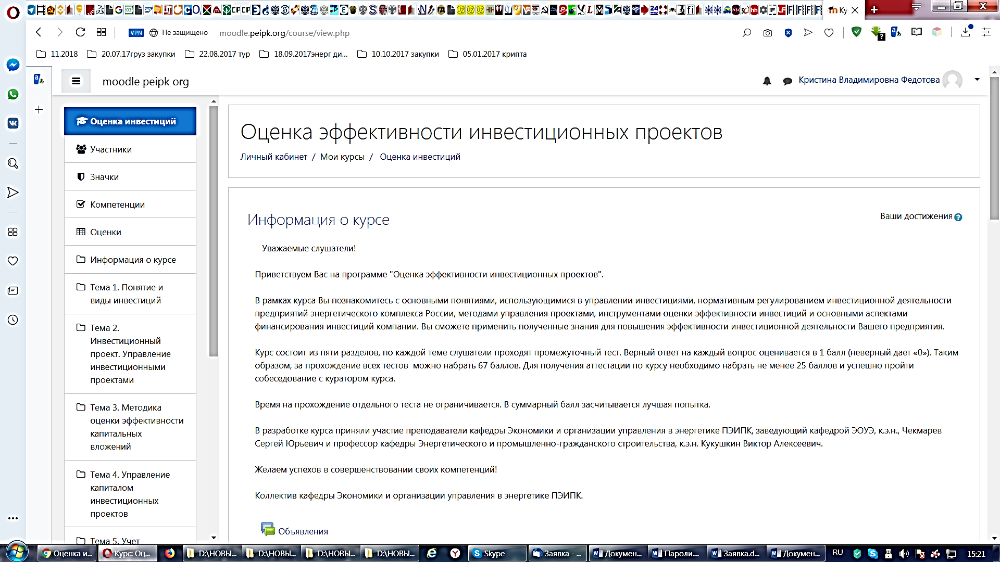 Ку
VPN
Не защищено
moodle.peipk.org/course/view.php
11.2018
20.07.17груз закупки
22.08.2017 тур
18.09.2017энерг ди...
10.10.2017 закупки
05.01.2017 крипта
moodle peipk org
Кристина Владимировна Федотова
Оценка инвестиций
Участники
Значки
Компетенции
Оценки
Информация о курсе
Тема 1. Понятие и
виды инвестиций
Тема 2.
Инвестиционный
проект. Управление
инвестиционными
проектами
Тема 3. Методика
оценки эффективности
капитальных
вложений
Тема 4. Управление
капиталом
инвестиционных
проектов
Тема 5. Учет
Оценка эффективности инвестиционных проектов
Личный кабинет / Мои курсы / Оценка инвестиций
Информация о курсе
Ваши достижения
Уважаемые слушатели!
Приветствуем Вас на программе "Оценка эффективности инвестиционных проектов".
В рамках курса Вы познакомитесь с основными понятиями, использующимися в управлении инвестициями, нормативным регулированием инвестиционной деятельности
предприятий энергетического комплекса России, методами управления проектами, инструментами оценки эффективности инвестиций и основными аспектами
финансирования инвестиций компании. Вы сможете применить полученные знания для повышения эффективности инвестиционной деятельности Вашего предприятия.
Курс состоит из пяти разделов, по каждой теме слушатели проходят промежуточный тест. Верный ответ на каждый вопрос оценивается в 1 балл (неверный дает «0»). Таким
образом, за прохождение всех тестов можно набрать 67 баллов. Для получения аттестации по курсу необходимо набрать не менее 25 баллов и успешно пройти
собеседование с куратором курса.
Время на прохождение отдельного теста не ограничивается. В суммарный балл засчитывается лучшая попытка.
В разработке курса приняли участие преподаватели кафедры Экономики и организации управления в энергетике ПЭИПК, заведующий кафедрой ЭОУЭ, к.э.н., Чекмарев
Сергей Юрьевич и профессор кафедры Энергетического и промышленно-гражданского строительства, к.э.н. Кукушкин Виктор Алексеевич.
Желаем успехов в совершенствовании своих компетенций!
Коллектив кафедры Экономики и организации управления в энергетике ПЭИПК.
Объявления
Оценка и...
Курс: Оц...
D:\НОВЫ...
D:\НОВЫ...
D:\НОВЫ...
D:\НОВЫ...
Skype
Заявка - ...
Докумен...
Пароли...
Заявка.d...
Докумен...
RU
15:21